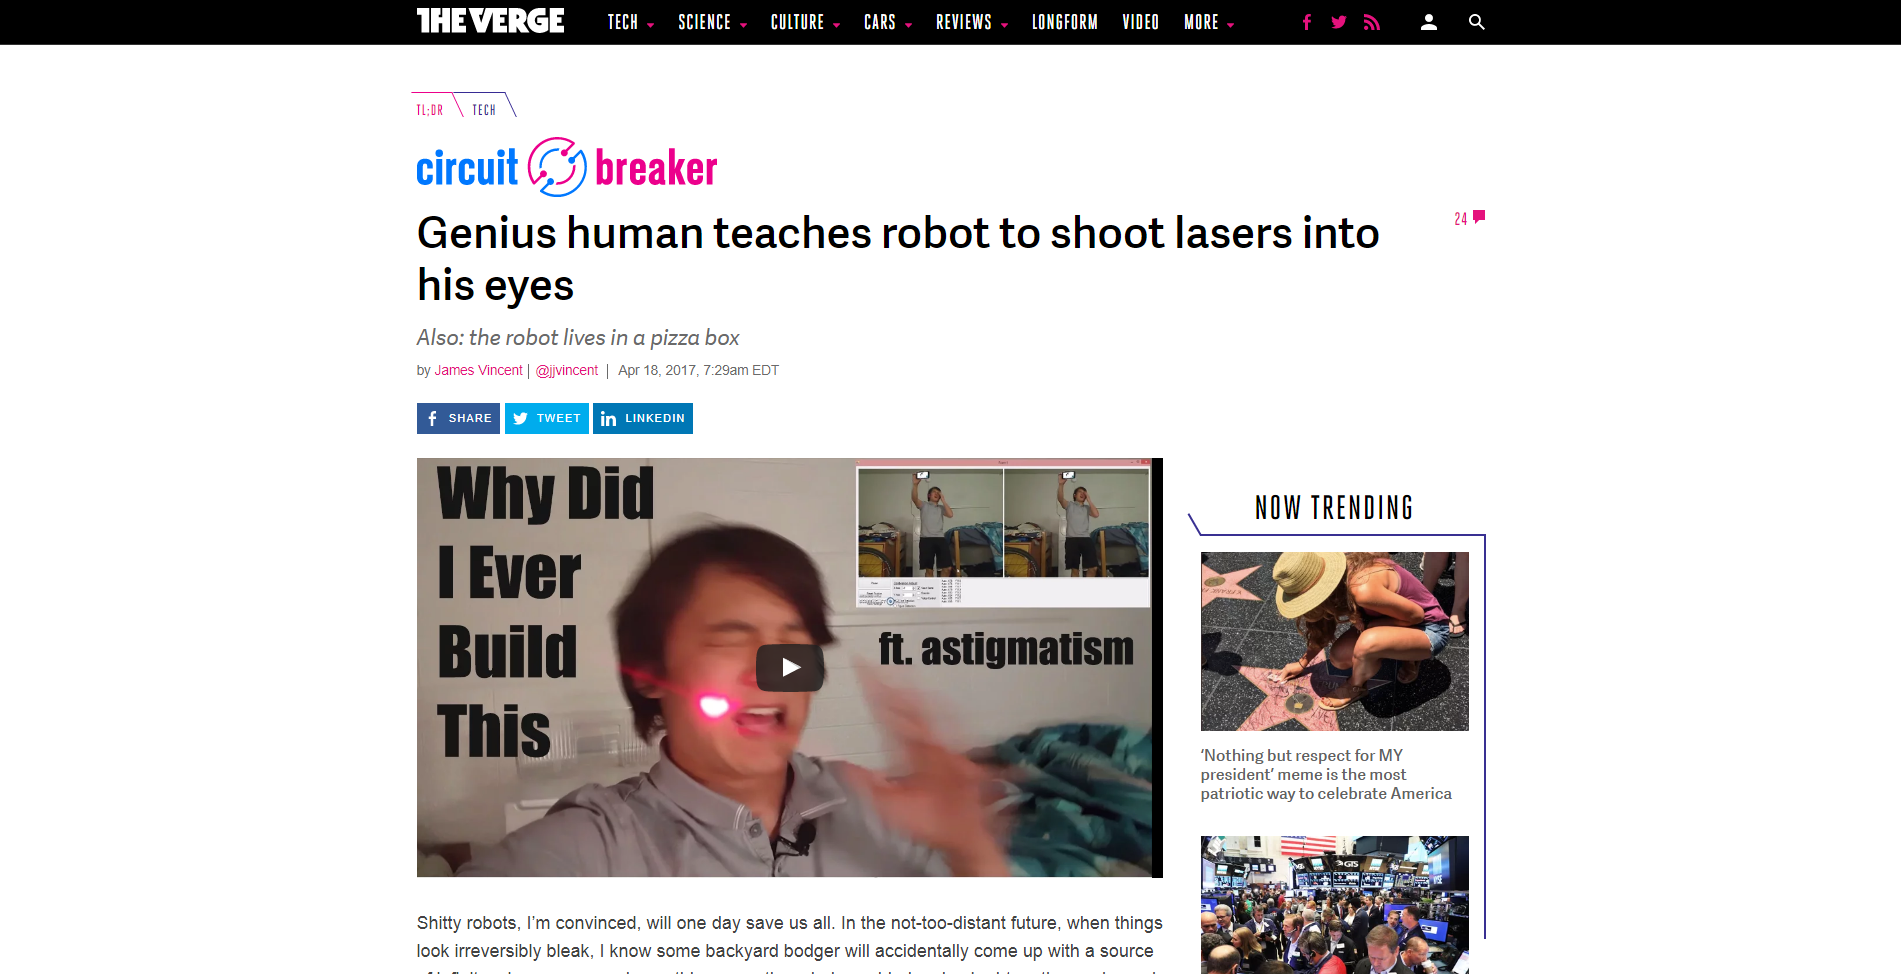 THE VERGE
TECH SCIENCE CULTURE CARS REVIEWS LONGFORM VIDEO MORE
TL;DR TECH
circuit breaker
Genius human teaches robot to shoot lasers into
his eyes
24
Also: the robot lives in a pizza box
by James Vincent | @jjvincent | Apr 18, 2017, 7:29am EDT
SHARE TWEET LINKEDIN
Why Did
I Ever
Build
This
ft. astigmatism
Shitty robots, I'm convinced, will one day save us all. In the not-too-distant future, when things
look irreversibly bleak, I know some backyard bodger will accidentally come up with a source
NOW TRENDING
'Nothing but respect for MY
president' meme is the most
patriotic way to celebrate America
GTS